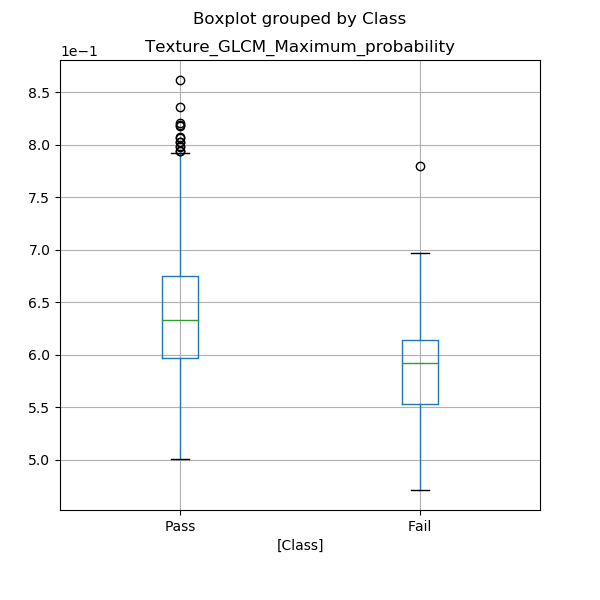 Boxplot grouped by Class
Texture_GLCM_Maximum_probability
1e−1
8.5
8.0
7.5
7.0
6.5
6.0
5.5
5.0
Pass Fail
[Class]